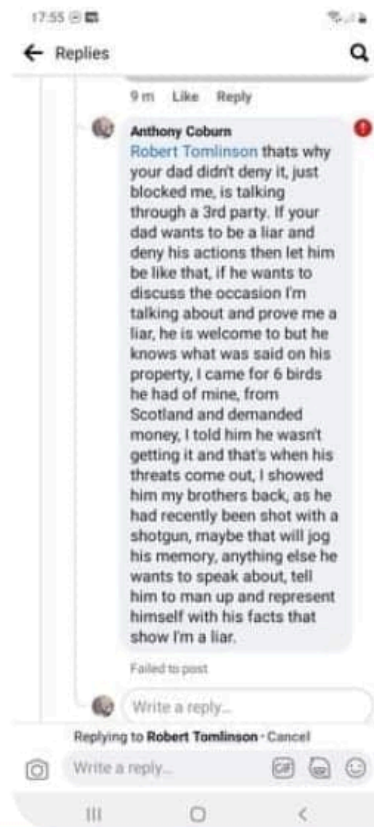 17:55
Replies
9 m Like Reply
Anthony Coburn
Robert Tomlinson thats why
your dad didn't deny it, just
blocked me, is talking
through a 3rd party. If your
dad wants to be a liar and
deny his actions then let him
be like that, if he wants to
discuss the occasion I'm
talking about and prove me a
liar, he is welcome to but he
knows what was said on his
property, I came for 6 birds
he had of mine, from
Scotland and demanded
money, I told him he wasn't
getting it and that's when his
threats come out, I showed
him my brothers back, as he
had recently been shot with a
shotgun, maybe that will jog
his memory, anything else he
wants to speak about, tell
him to man up and represent
himself with his facts that
show I'm a liar.
Failed to post
Write a reply...
Replying to Robert Tomlinson · Cancel
Write a reply...
GIF